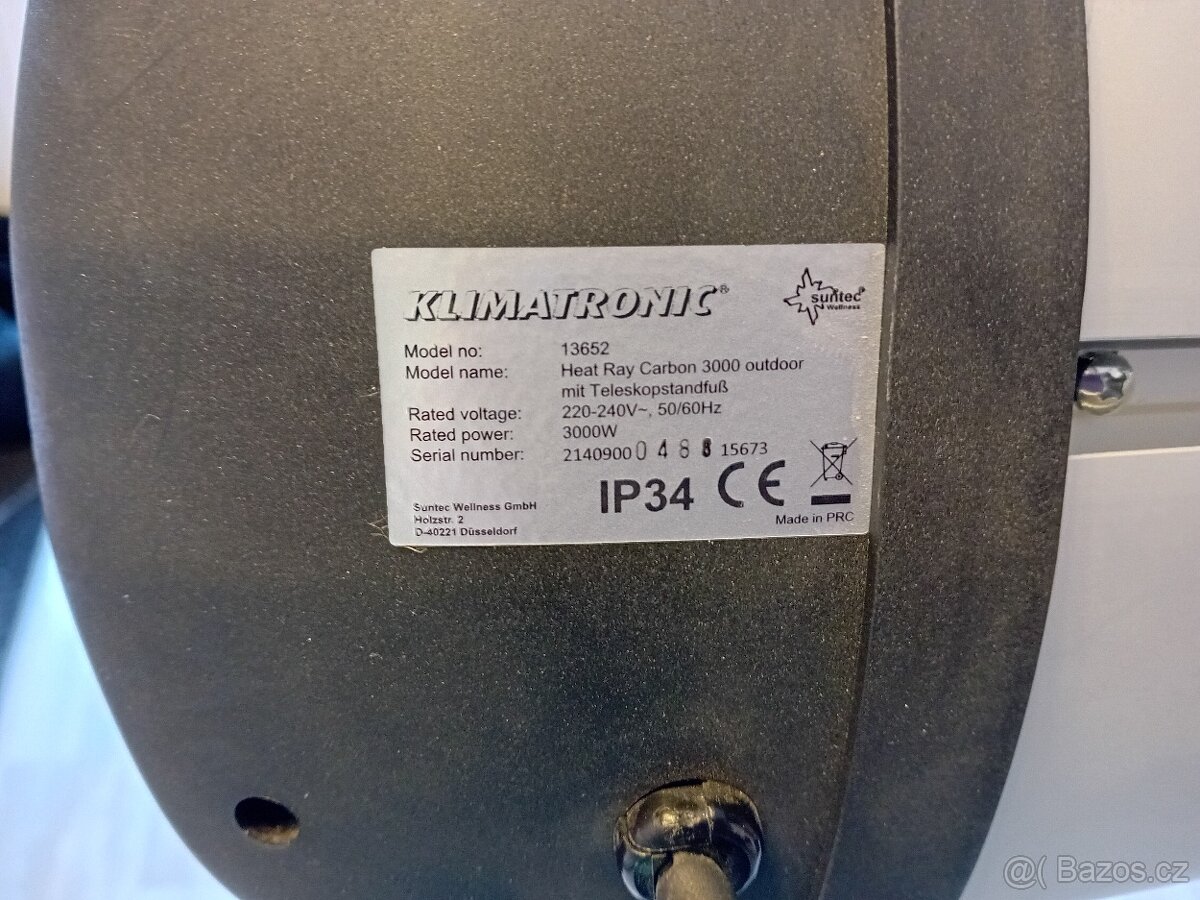 KLIMATRONIC®
suntec®
Wellness
Model no: 13652
Model name: Heat Ray Carbon 3000 outdoor
mit Teleskopstandfuß
Rated voltage: 220-240V~, 50/60Hz
Rated power: 3000W
Serial number: 2140900 0 4 8 8 15673
IP34 CE
Suntec Wellness GmbH
Holzstr. 2
D-40221 Düsseldorf
Made in PRC
@( Bazos.cz